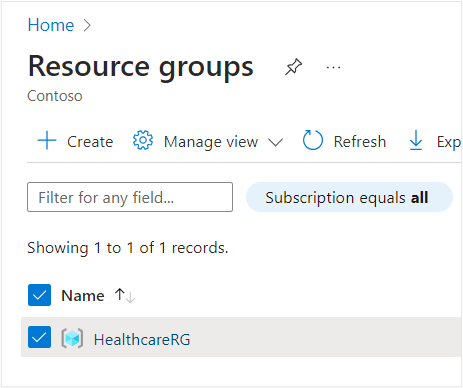 Home
Resource groups
Contoso
Create Manage view Refresh Exp
Filter for any field... Subscription equals all
Showing 1 to 1 of 1 records.
Name
HealthcareRG